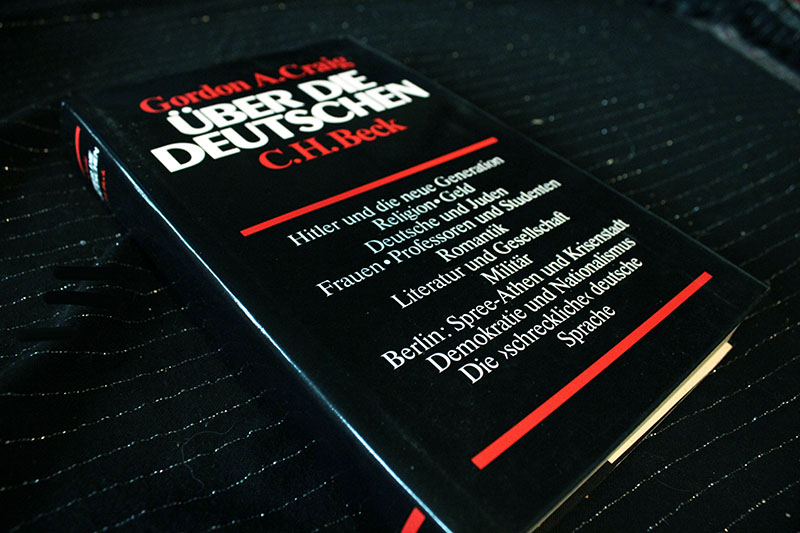 Gordon A. Craig
ÜBER DIE
DEUTSCHEN
C.H.Beck
Hitler und die neue Generation
Religion • Geld
Deutsche und Juden
Frauen • Professoren und Studenten
Romantik
Literatur und Gesellschaft
Militär
Berlin: Spree-Athen und Krisenstadt
Demokratie und Nationalismus
Die ›schreckliche‹ deutsche
Sprache